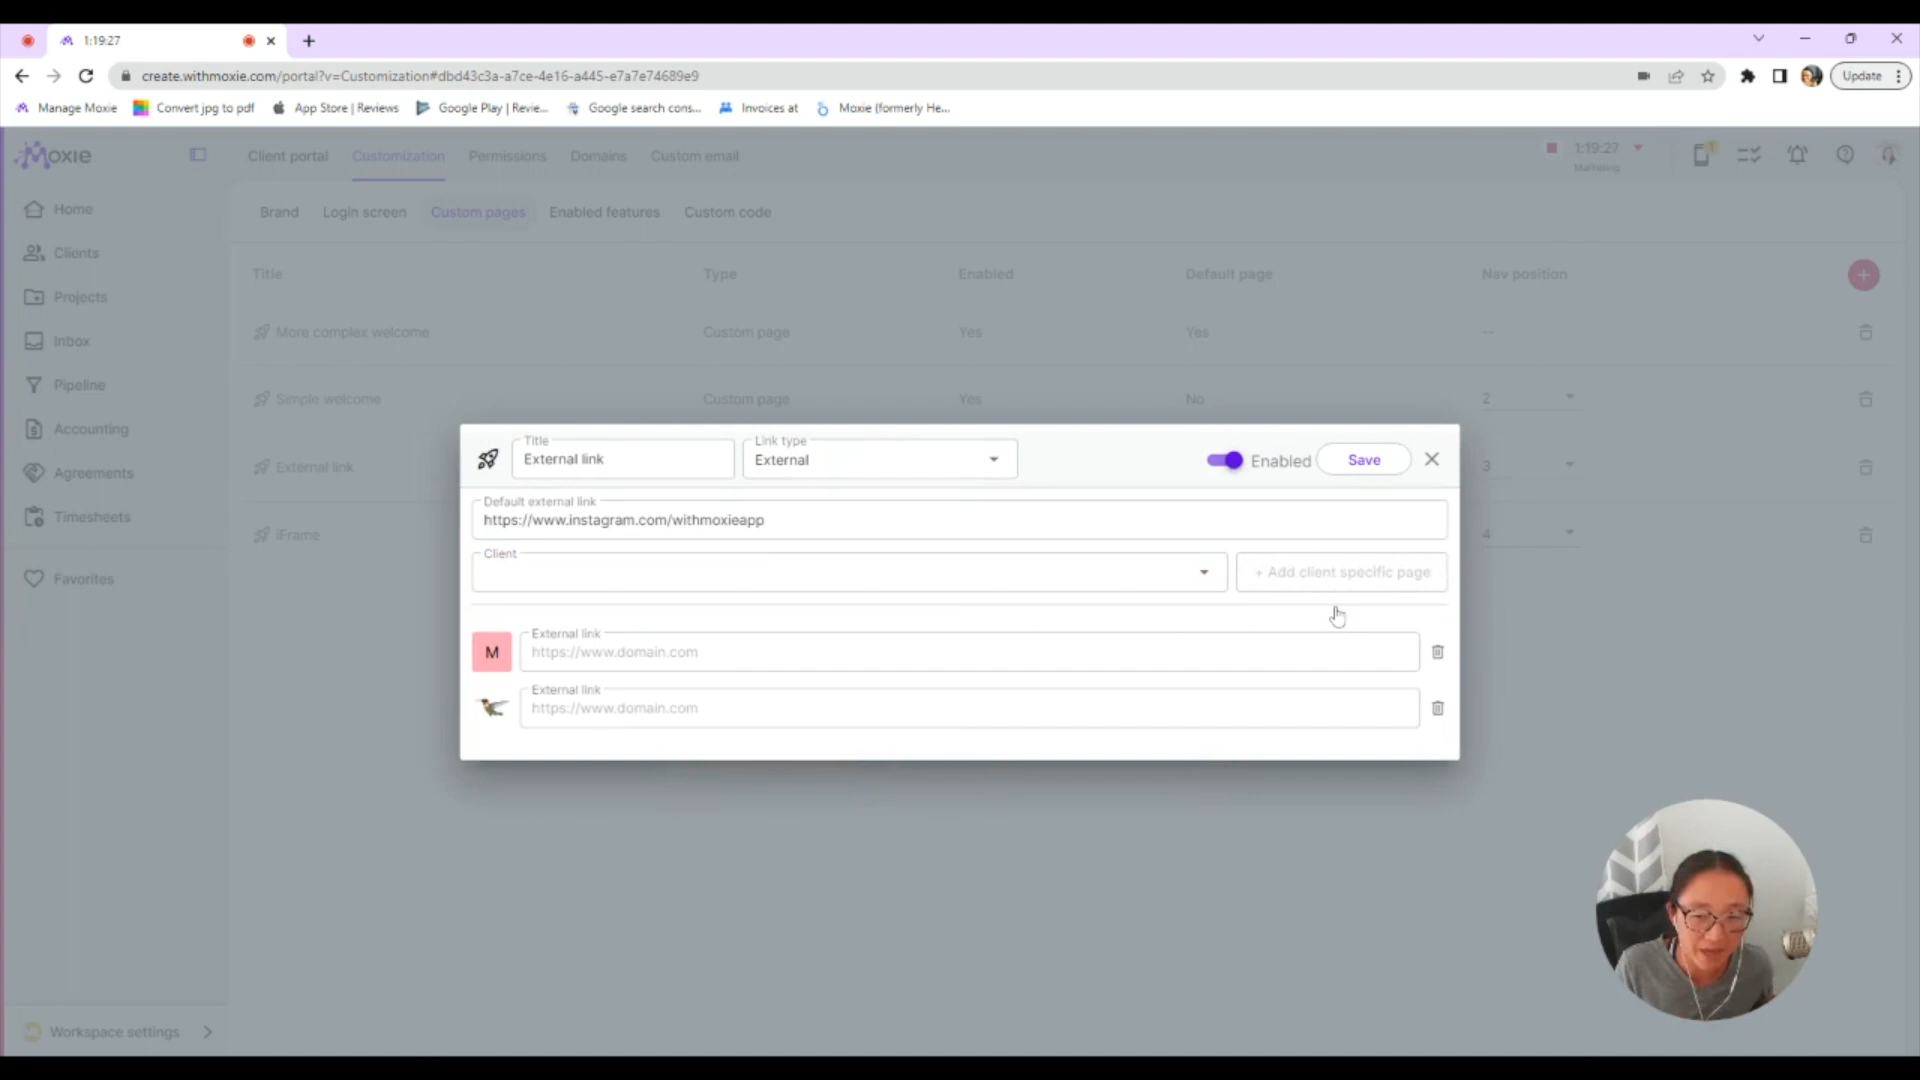 1:19:27
create.withmoxie.com/portal?v=Customization#dbd43c3a-a7ce-4e16-a445-e7a7e74689e9
Update
Manage Moxie
Convert jpg to pdf
App Store | Reviews
Google Play | Revie...
Google search cons...
Invoices at
Moxie (formerly He...
Moxie
Client portal
Customization
Permissions
Domains
Custom email
1:19:27
Marketing
1
Home
Clients
Projects
Inbox
Pipeline
Accounting
Agreements
Timesheets
Favorites
Workspace settings
Brand
Login screen
Custom pages
Enabled features
Custom code
Title Type Enabled Default page Nav position
More complex welcome Custom page Yes Yes --
Simple welcome Custom page Yes No 2
External link 3
iFrame 4
Title
External link
Link type
External
Enabled
Save
Default external link
https://www.instagram.com/withmoxieapp
Client
+ Add client specific page
M
External link
https://www.domain.com
External link
https://www.domain.com